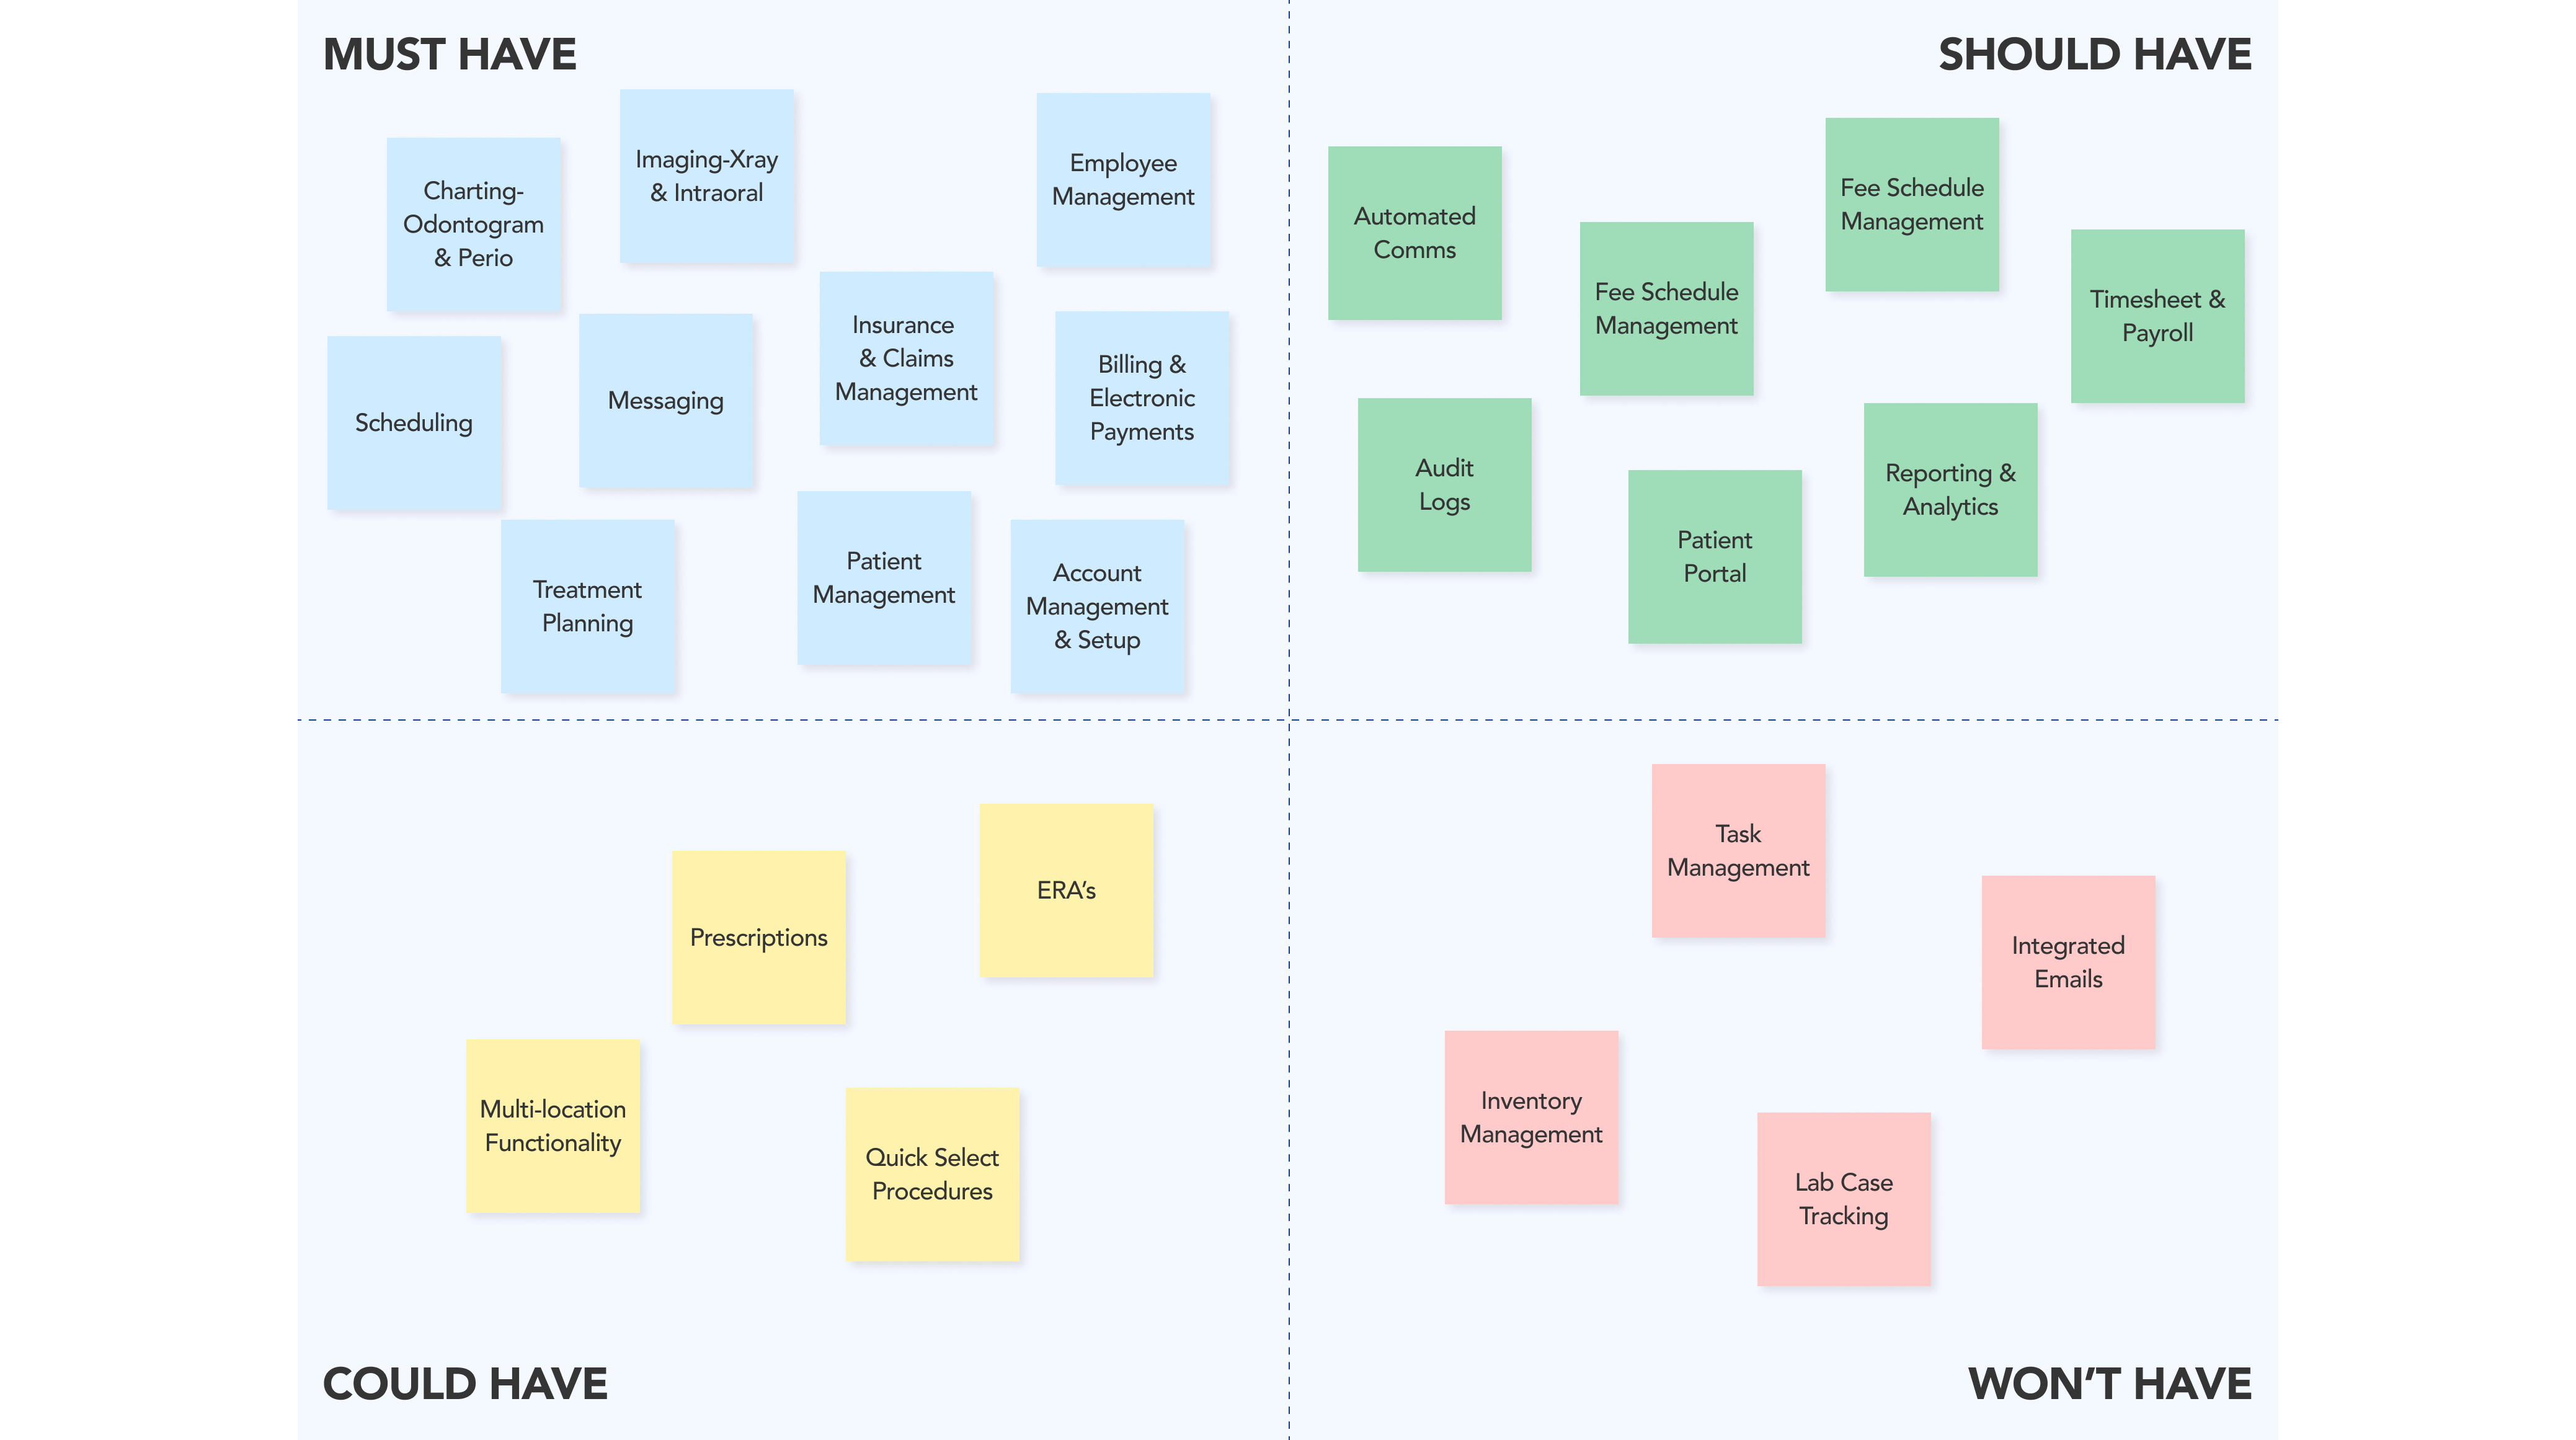 MUST HAVE
Charting-
Odontogram
& Perio
Imaging-Xray
& Intraoral
Employee
Management
Scheduling
Messaging
Insurance
& Claims
Management
Billing &
Electronic
Payments
Treatment
Planning
Patient
Management
Account
Management
& Setup
SHOULD HAVE
Automated
Comms
Fee Schedule
Management
Fee Schedule
Management
Timesheet &
Payroll
Audit
Logs
Patient
Portal
Reporting &
Analytics
Prescriptions
ERA’s
Multi-location
Functionality
Quick Select
Procedures
COULD HAVE
Task
Management
Integrated
Emails
Inventory
Management
Lab Case
Tracking
WON’T HAVE